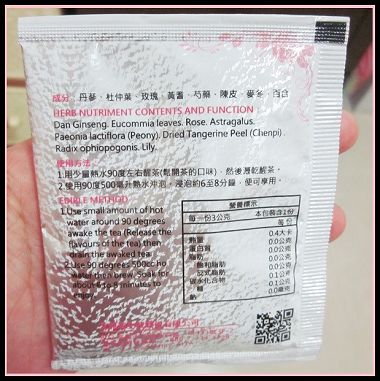 成分：丹蔘、杜仲葉、玫瑰、黃耆、芍藥、陳皮、麥冬、百合
HERB NUTRIMENT CONTENTS AND FUNCTION
Dan Ginseng. Eucommia leaves. Rose. Astragalus.
Paeonia lactiflora (Peony). Dried Tangerine Peel (Chenpi).
Radix ophiopogonis. Lily.
使用方法
1.用少量熱水90度左右醒茶(鬆開茶的口味)，然後瀝乾醒茶。
2.使用90度500毫升熱水沖泡。浸泡約6至8分鐘，便可享用。
EDIBLE METHOD
1.Use small amount of hot
water around 90 degrees
awake the tea (Release the
flavours of the tea) then
drain the awaked tea.
2.Use 90 degrees 500cc ho
water then brew. Soak for
about 6 to 8 minutes to
enjoy.
營養標示
每一份3公克 本包裝含1份
每份
熱量 0.4大卡
蛋白質 0.0公克
脂肪 0.0公克
飽和脂肪 0.0公克
反式脂肪 0.0公克
碳水化合物 0.1公克
糖 0.0公克
鈉 0.0毫克